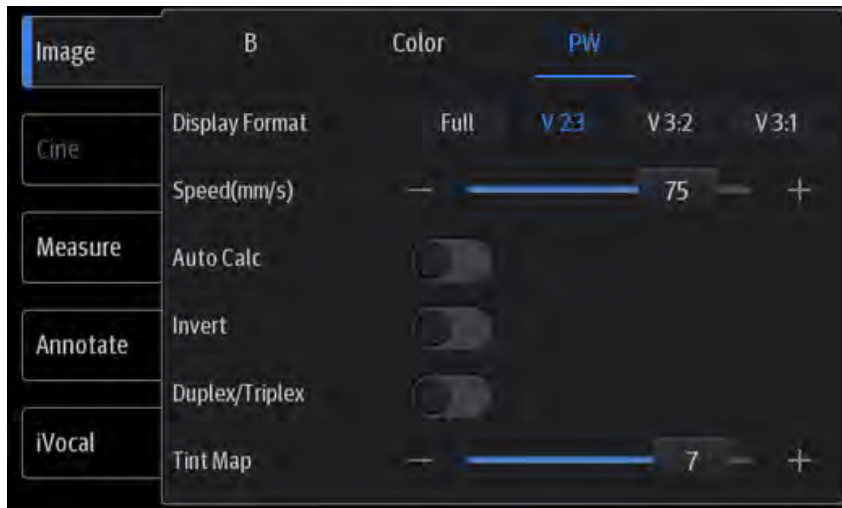 Image
Cine
Measure
Annotate
iVocal
B Color PW
Display Format Full V 2:3 V 3:2 V 3:1
Speed(mm/s) — 75 +
Auto Calc
Invert
Duplex/Triplex
Tint Map — 7 +